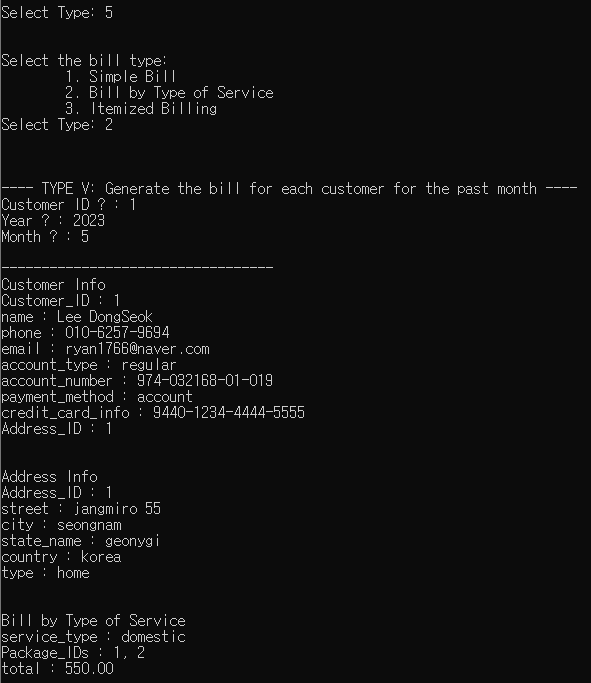 Select Type: 5
Select the bill type:
1. Simple Bill
2. Bill by Type of Service
3. Itemized Billing
Select Type: 2
---- TYPE V: Generate the bill for each customer for the past month ----
Customer ID ? : 1
Year ? : 2023
Month ? : 5
----------------------------------
Customer Info
Customer_ID : 1
name : Lee DongSeok
phone : 010-6257-9694
email : ryan1766@naver.com
account_type : regular
account_number : 974-032168-01-019
payment_method : account
credit_card_info : 9440-1234-4444-5555
Address_ID : 1
Address Info
Address_ID : 1
street : jangmiro 55
city : seongnam
state_name : geonygi
country : korea
type : home
Bill by Type of Service
service_type : domestic
Package_IDs : 1, 2
total : 550.00